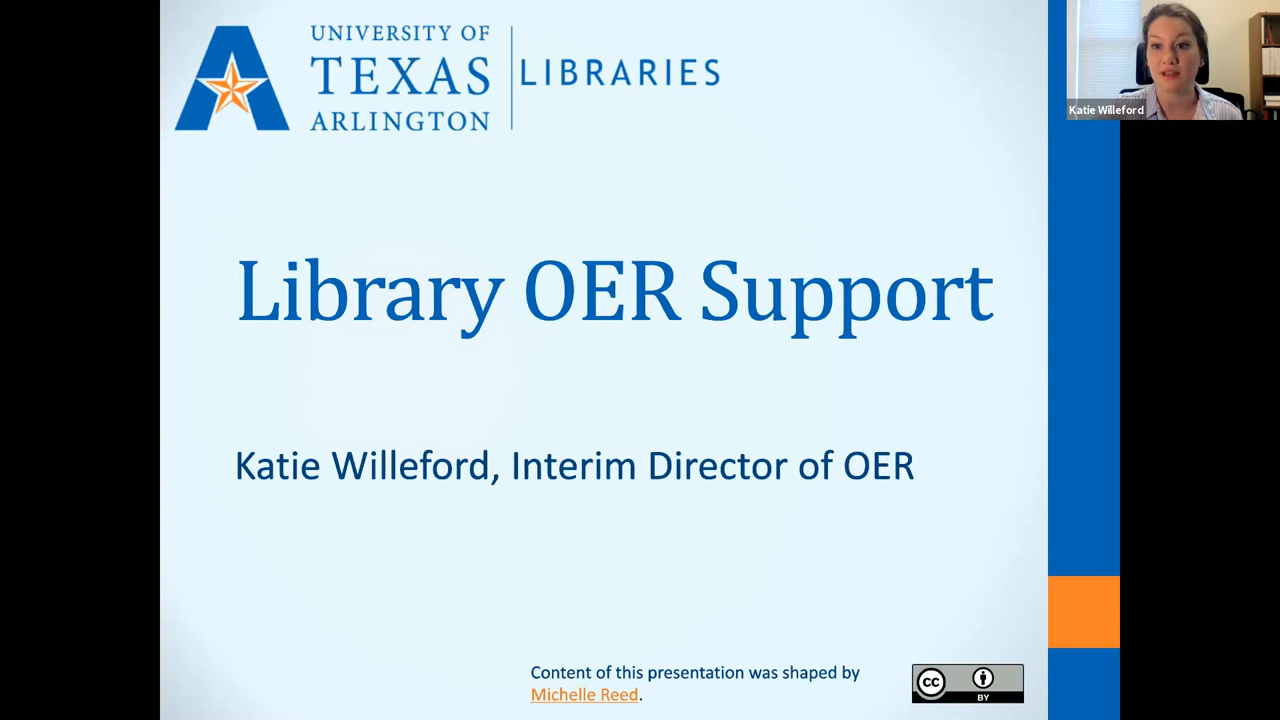 UNIVERSITY OF
TEXAS
ARLINGTON
LIBRARIES
Katie Willeford
Library OER Support
Katie Willeford, Interim Director of OER
Content of this presentation was shaped by
Michelle Reed.
CC
BY